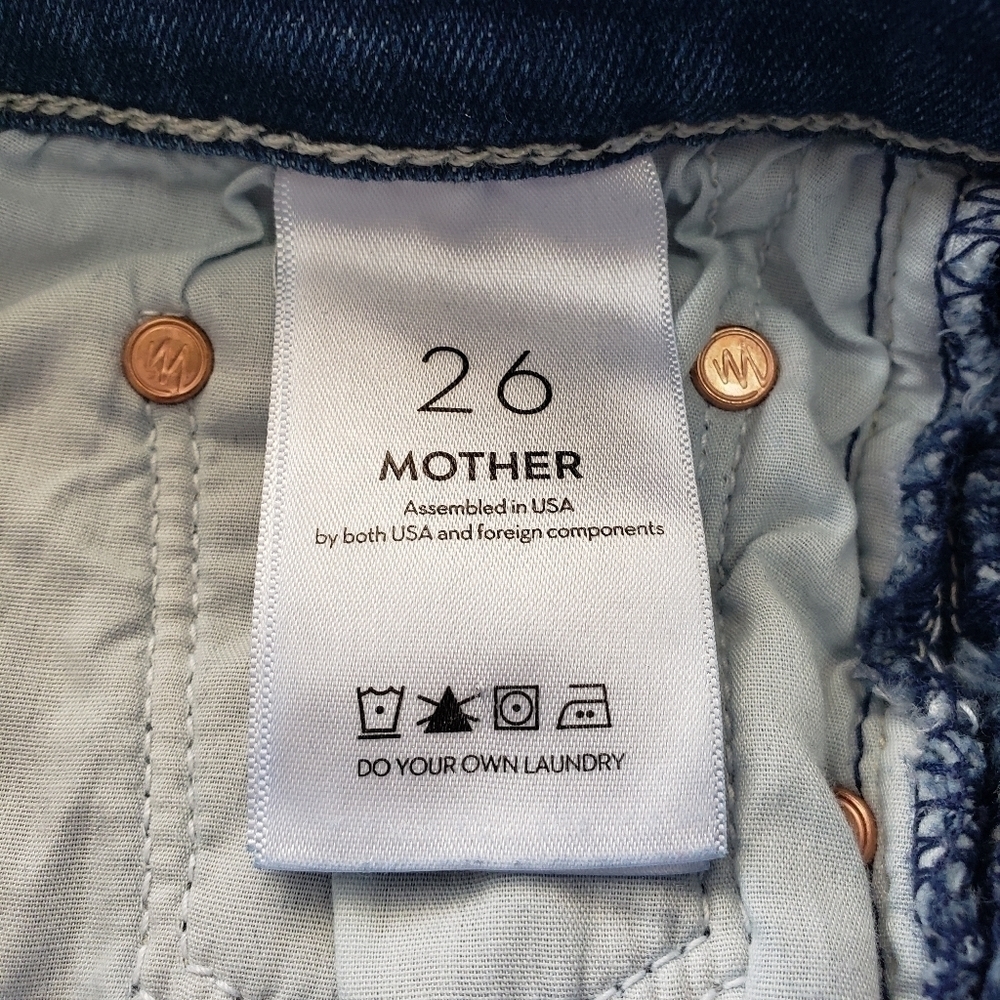 26
MOTHER
Assembled in USA
by both USA and foreign components
DO YOUR OWN LAUNDRY